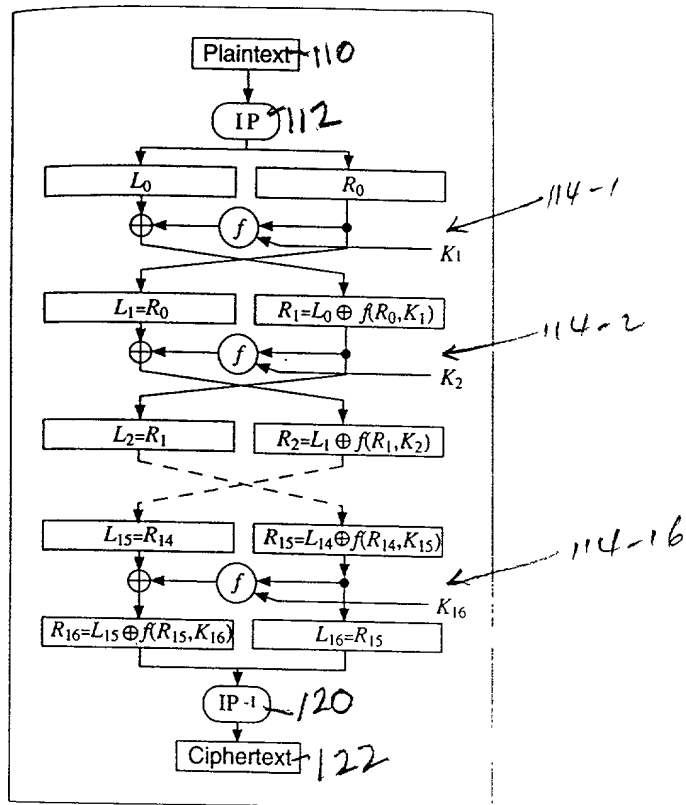 Plaintext 110
IP 112
L₀ R₀
⊕ f 114-1
K₁
L₁=R₀ R₁=L₀ ⊕ f(R₀,K₁)
⊕ f 114-2
K₂
L₂=R₁ R₂=L₁ ⊕ f(R₁,K₂)
L₁₅=R₁₄ R₁₅=L₁₄⊕f(R₁₄,K₁₅)
⊕ f 114-16
K₁₆
R₁₆=L₁₅⊕f(R₁₅,K₁₆) L₁₆=R₁₅
IP⁻¹ 120
Ciphertext 122